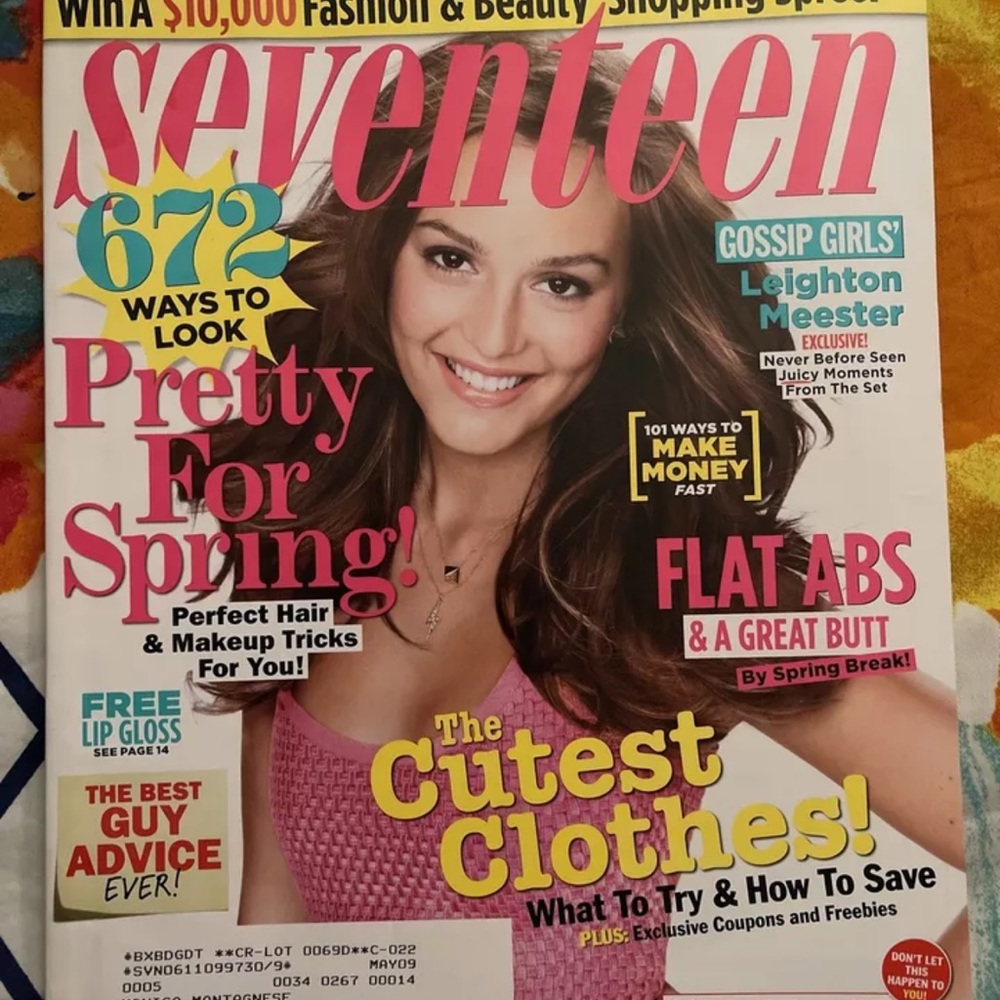 Win A $10,000 Fashion & Beauty Shopping Spree!
seventeen
672
WAYS TO
LOOK
Pretty
For
Spring!
Perfect Hair
& Makeup Tricks
For You!
FREE
LIP GLOSS
SEE PAGE 14
THE BEST
GUY
ADVICE
EVER!
GOSSIP GIRLS'
Leighton
Meester
EXCLUSIVE!
Never Before Seen
Juicy Moments
From The Set
101 WAYS TO
MAKE
MONEY
FAST
FLAT ABS
& A GREAT BUTT
By Spring Break!
The
Cutest
Clothes!
What To Try & How To Save
PLUS: Exclusive Coupons and Freebies
DON'T LET
THIS
HAPPEN TO
YOU!
*BXBDGDT **CR-LOT 0069D**C-022
*SVN0611099730/9* MAY09
0005 0034 0267 00014
MONICA MONTAGNESE